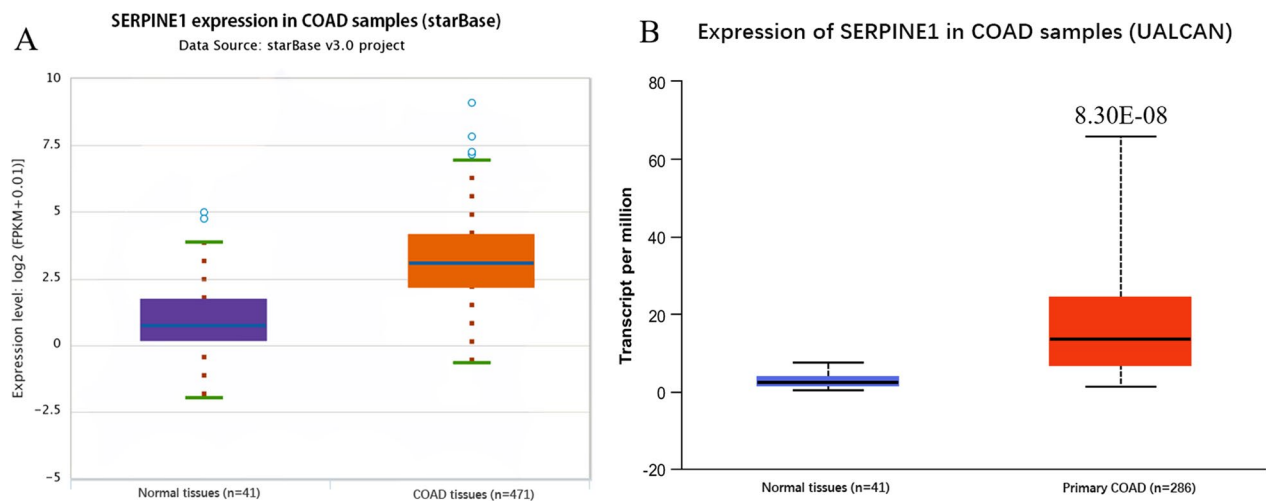 A
SERPINE1 expression in COAD samples (starBase)
Data Source: starBase v3.0 project
Expression level: log2 (FPKM+0.01)]
10
7.5
5
2.5
0
−2.5
−5
Normal tissues (n=41)
COAD tissues (n=471)
B
Expression of SERPINE1 in COAD samples (UALCAN)
Transcript per million
80
60
40
20
0
-20
8.30E-08
Normal tissues (n=41)
Primary COAD (n=286)